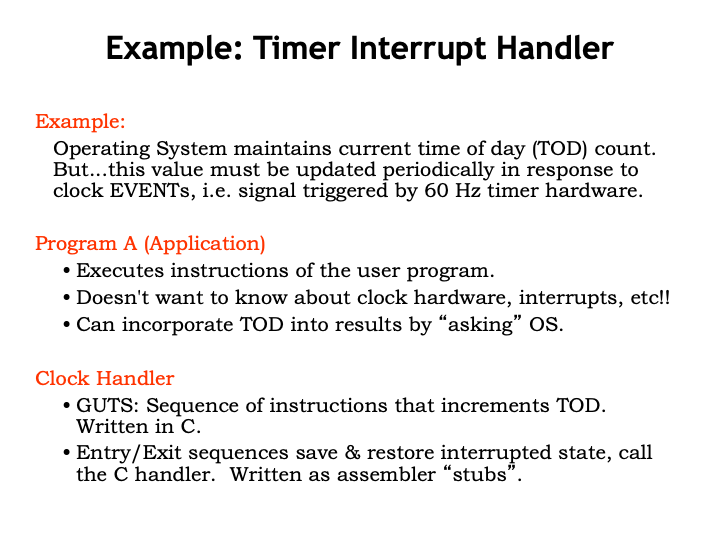 Example: Timer Interrupt Handler
Example:
Operating System maintains current time of day (TOD) count.
But...this value must be updated periodically in response to
clock EVENTs, i.e. signal triggered by 60 Hz timer hardware.
Program A (Application)
• Executes instructions of the user program.
• Doesn't want to know about clock hardware, interrupts, etc!!
• Can incorporate TOD into results by “asking” OS.
Clock Handler
• GUTS: Sequence of instructions that increments TOD.
Written in C.
• Entry/Exit sequences save & restore interrupted state, call
the C handler.  Written as assembler “stubs”.